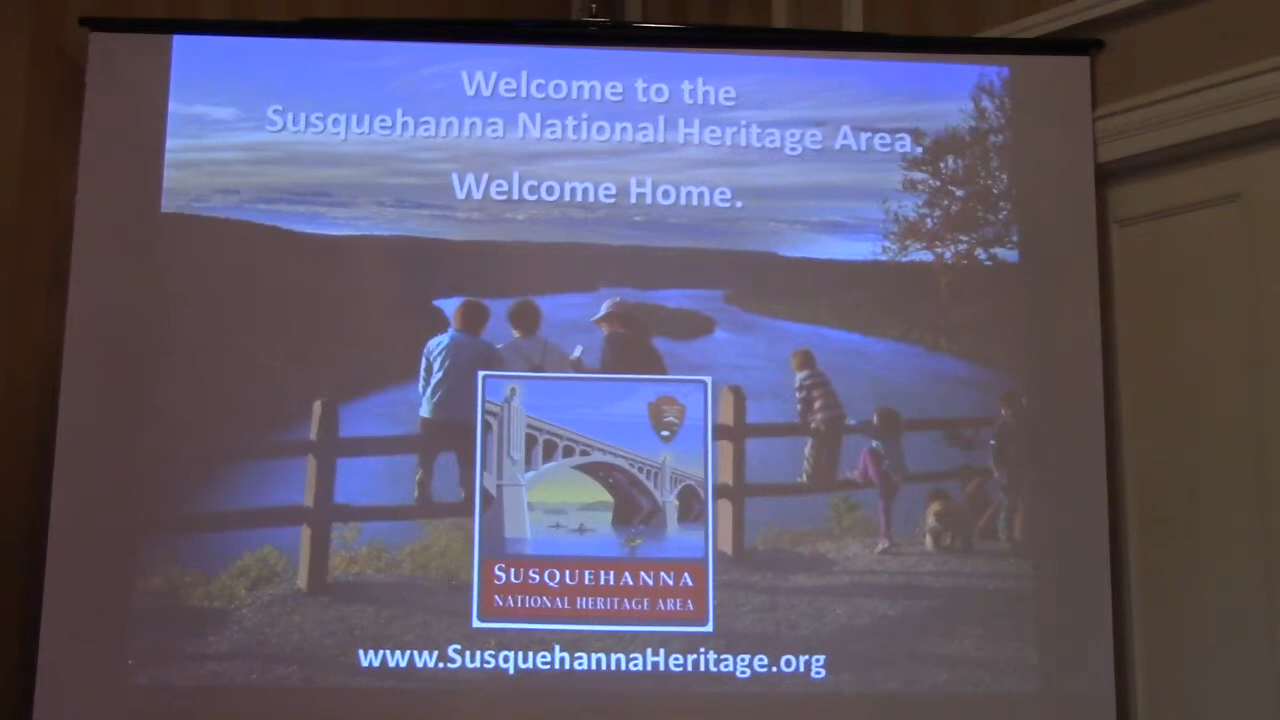 Welcome to the
Susquehanna National Heritage Area.
Welcome Home.
SUSQUEHANNA
NATIONAL HERITAGE AREA
www.SusquehannaHeritage.org